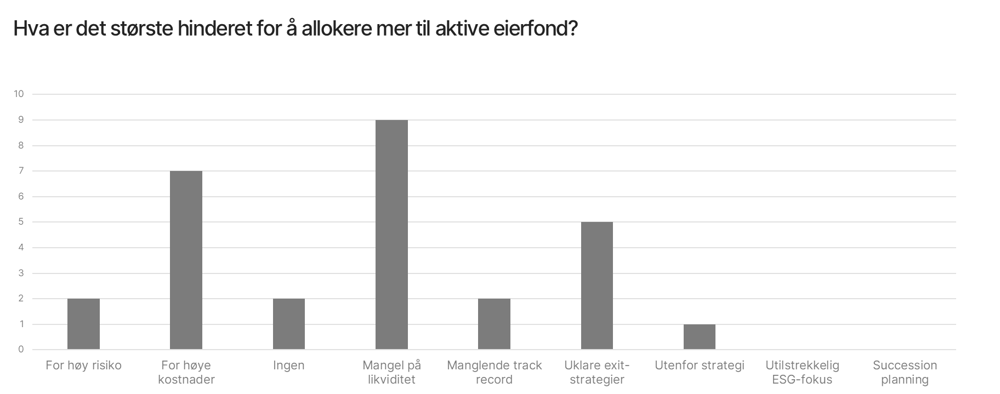 Hva er det største hinderet for å allokere mer til aktive eierfond?
10
9
8
7
6
5
4
3
2
1
0
For høy risiko
For høye
kostnader
Ingen
Mangel på
likviditet
Manglende track
record
Uklare exit-
strategier
Utenfor strategi
Utilstrekkelig
ESG-fokus
Succession
planning